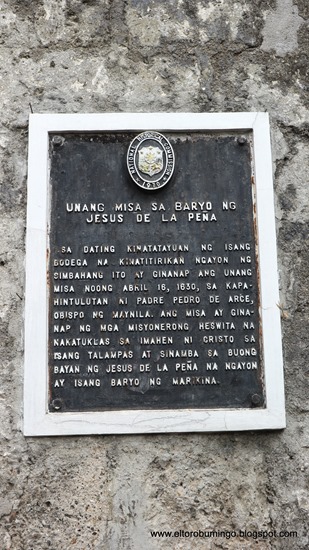 NATIONAL HISTORICAL COMMISSION
1939
UNANG MISA SA BARYO NG
JESUS DE LA PEÑA
SA DATING KINATATAYUAN NG ISANG
BODEGA NA KINATITIRIKAN NGAYON NG
SIMBAHANG ITO AY GINANAP ANG UNANG
MISA NOONG ABRIL 16, 1630, SA KAPA-
HINTULUTAN NI PADRE PEDRO DE ARCE,
OBISPO NG MAYNILA. ANG MISA AY GINA-
NAP NG MGA MISYONERONG HESWITA NA
NAKATUKLAS SA IMAHEN NI CRISTO SA
ISANG TALAMPAS AT SINAMBA SA BUONG
BAYAN NG JESUS DE LA PEÑA NA NGAYON
AY ISANG BARYO NG MARIKINA.
www.eltorobumingo.blogspot.com